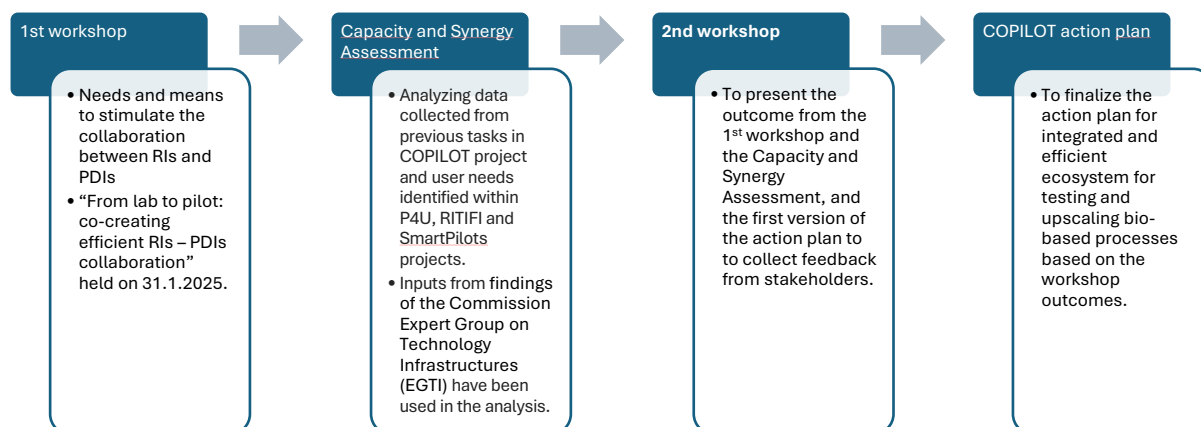 1st workshop
• Needs and means
to stimulate the
collaboration
between RIs and
PDIs
• “From lab to pilot:
co-creating
efficient RIs – PDIs
collaboration”
held on 31.1.2025.
Capacity and Synergy
Assessment
• Analyzing data
collected from
previous tasks in
COPILOT project
and user needs
identified within
P4U, RITIFI and
SmartPilots
projects.
• Inputs from findings
of the Commission
Expert Group on
Technology
Infrastructures
(EGTI) have been
used in the analysis.
2nd workshop
• To present the
outcome from the
1st workshop and
the Capacity and
Synergy
Assessment, and
the first version of
the action plan to
to collect feedback
from stakeholders.
COPILOT action plan
• To finalize the
action plan for
integrated and
efficient
ecosystem for
testing and
upscaling bio-
based processes
based on the
workshop
outcomes.